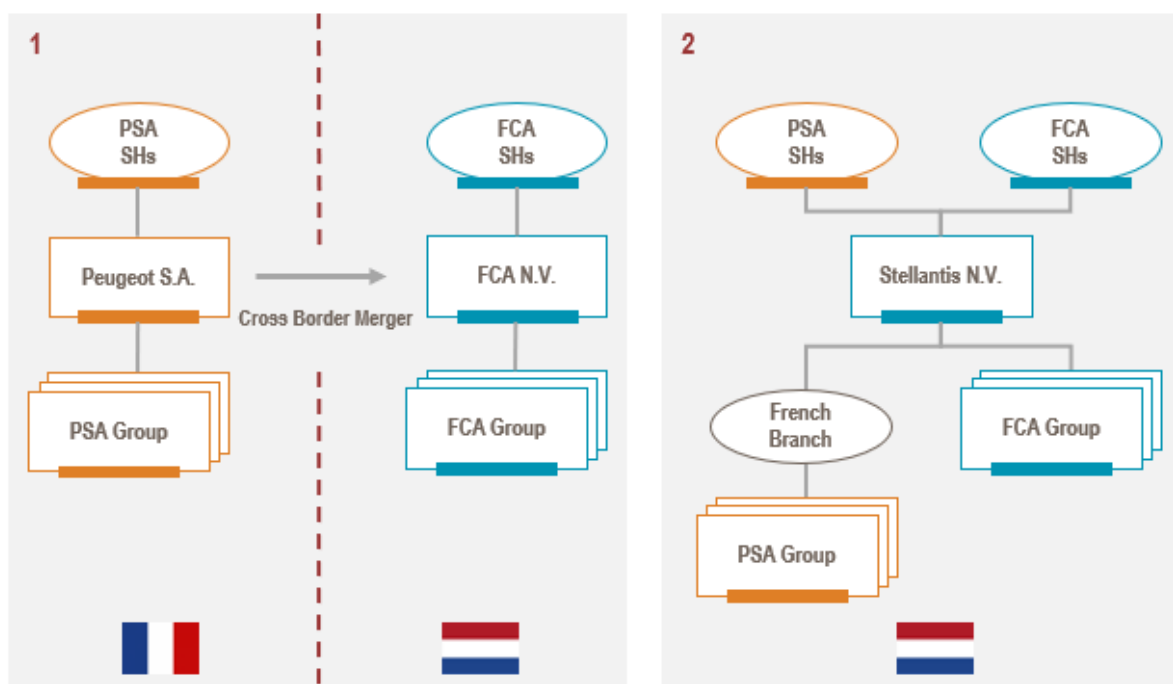 1
PSA
SHs
FCA
SHs
Peugeot S.A.
FCA N.V.
Cross Border Merger
PSA Group
FCA Group
2
PSA
SHs
FCA
SHs
Stellantis N.V.
French
Branch
FCA Group
PSA Group